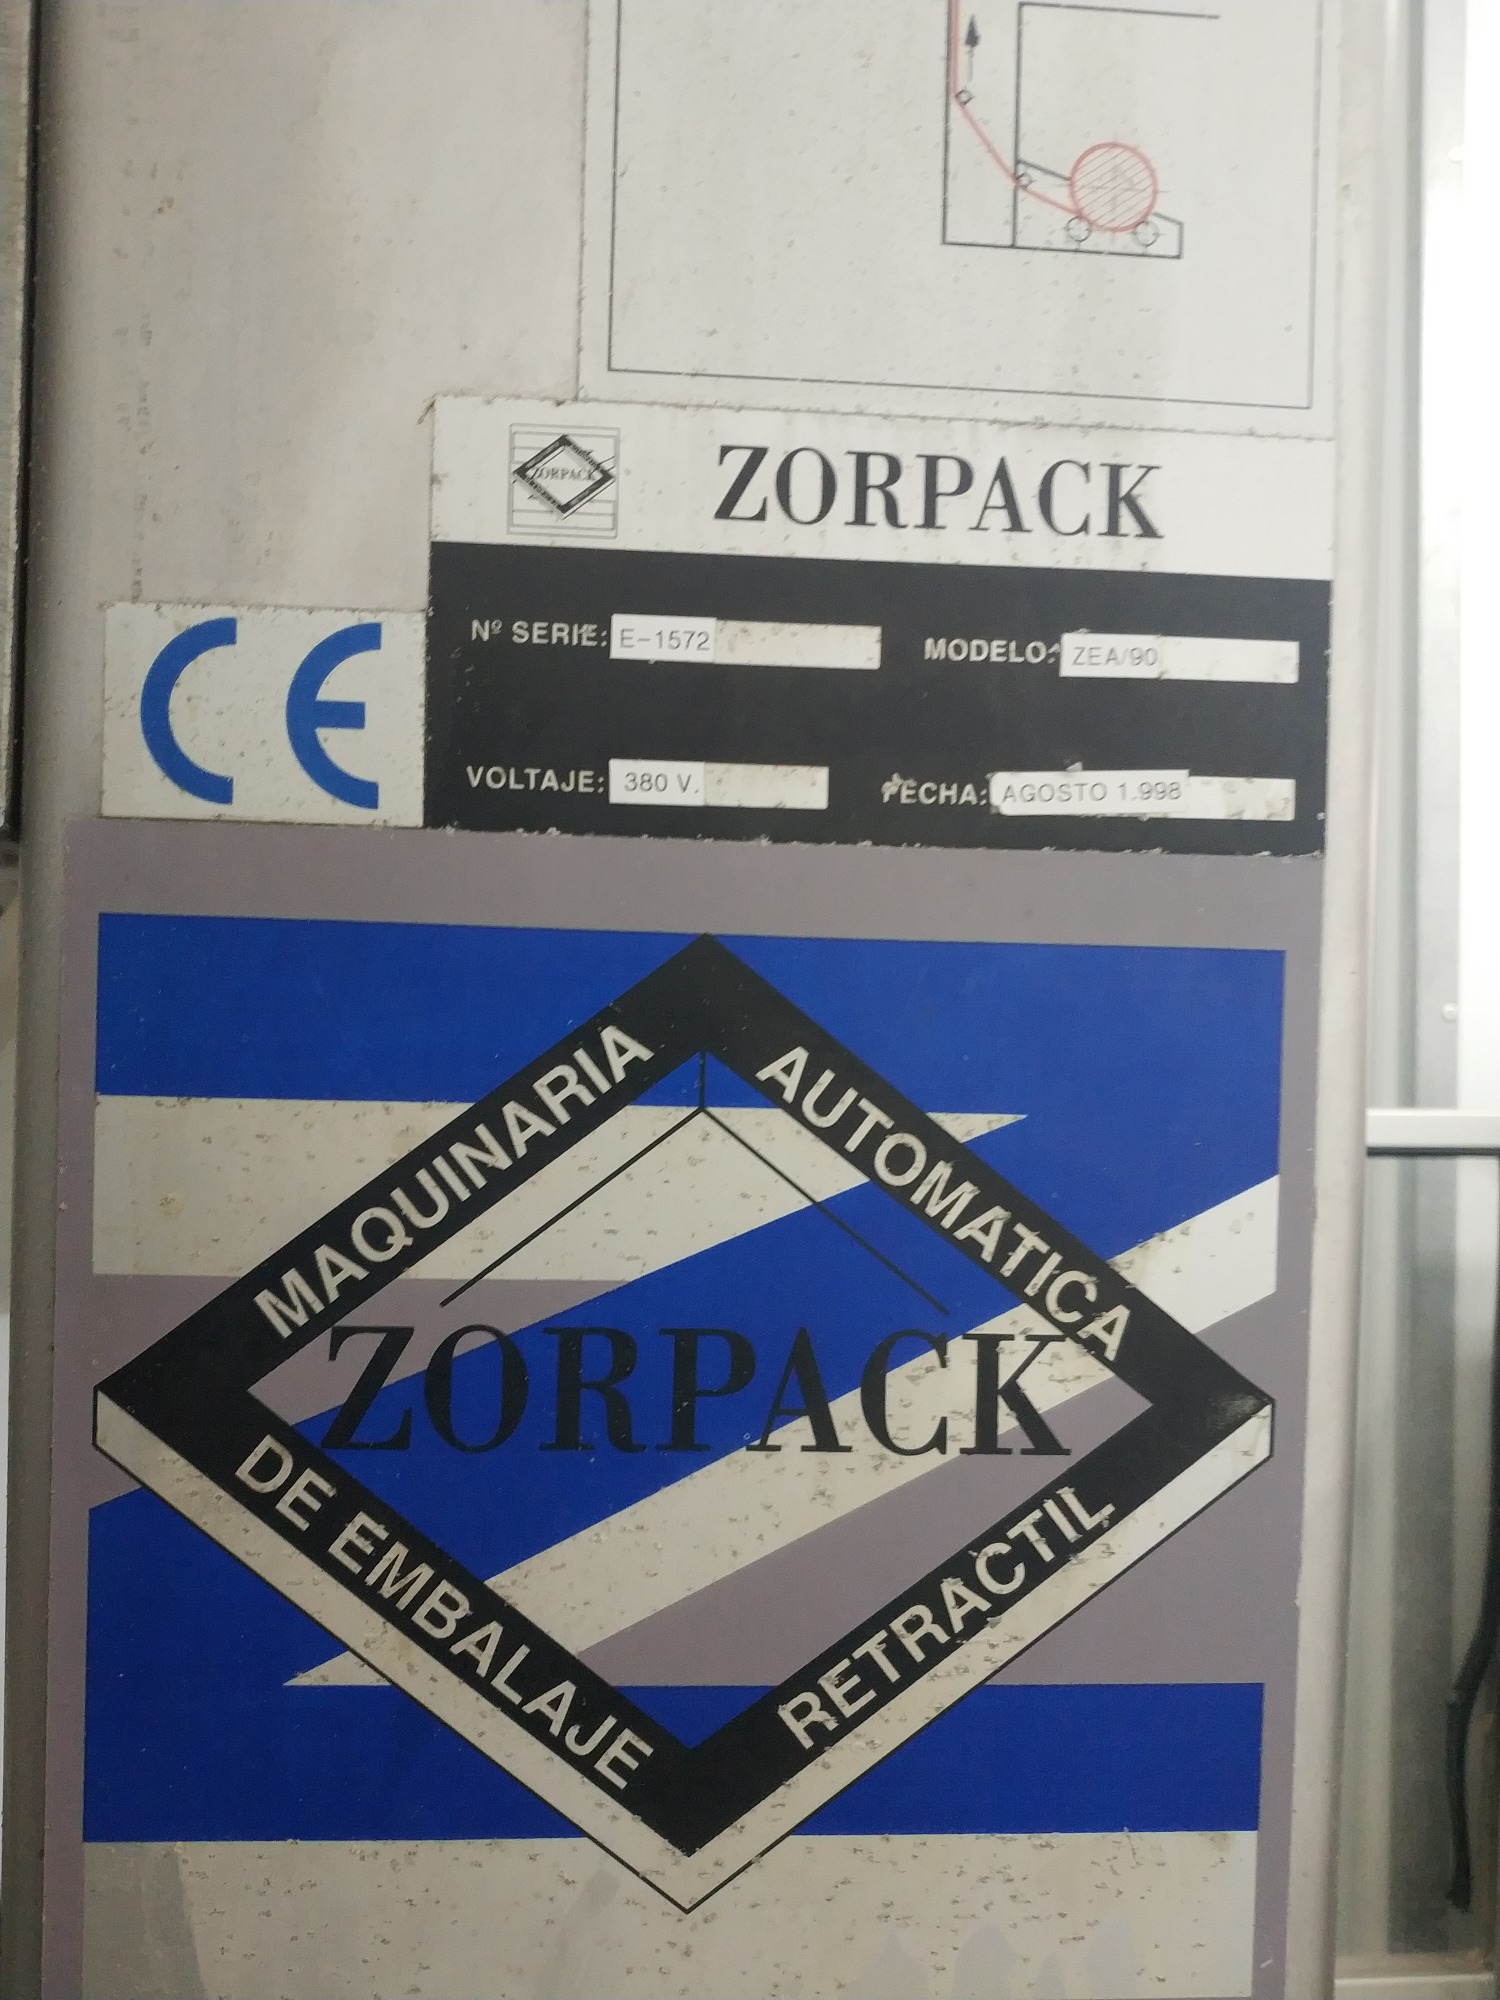 ZORPACK
ZORPACK
Nº SERIE: E-1572
MODELO: ZEA/90
VOLTAJE: 380 V.
FECHA: AGOSTO 1.998
CE
MAQUINARIA
AUTOMATICA
ZORPACK
DE EMBALAJE
RETRACTIL